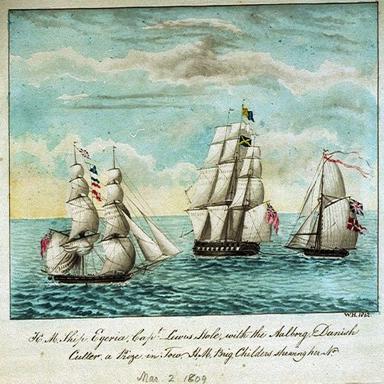 W.H. 1812
H. M. Ship Egeria, Capt. Lewis Hole, with the Aalborg, Danish
Cutter, a Prize in Tow H.M. Brig Childers shewing her No.
Mar. 2. 1809